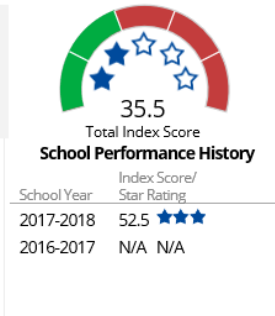 35.5
Total Index Score
School Performance History
Index Score/
School Year Star Rating
2017-2018 52.5
2016-2017 N/A N/A